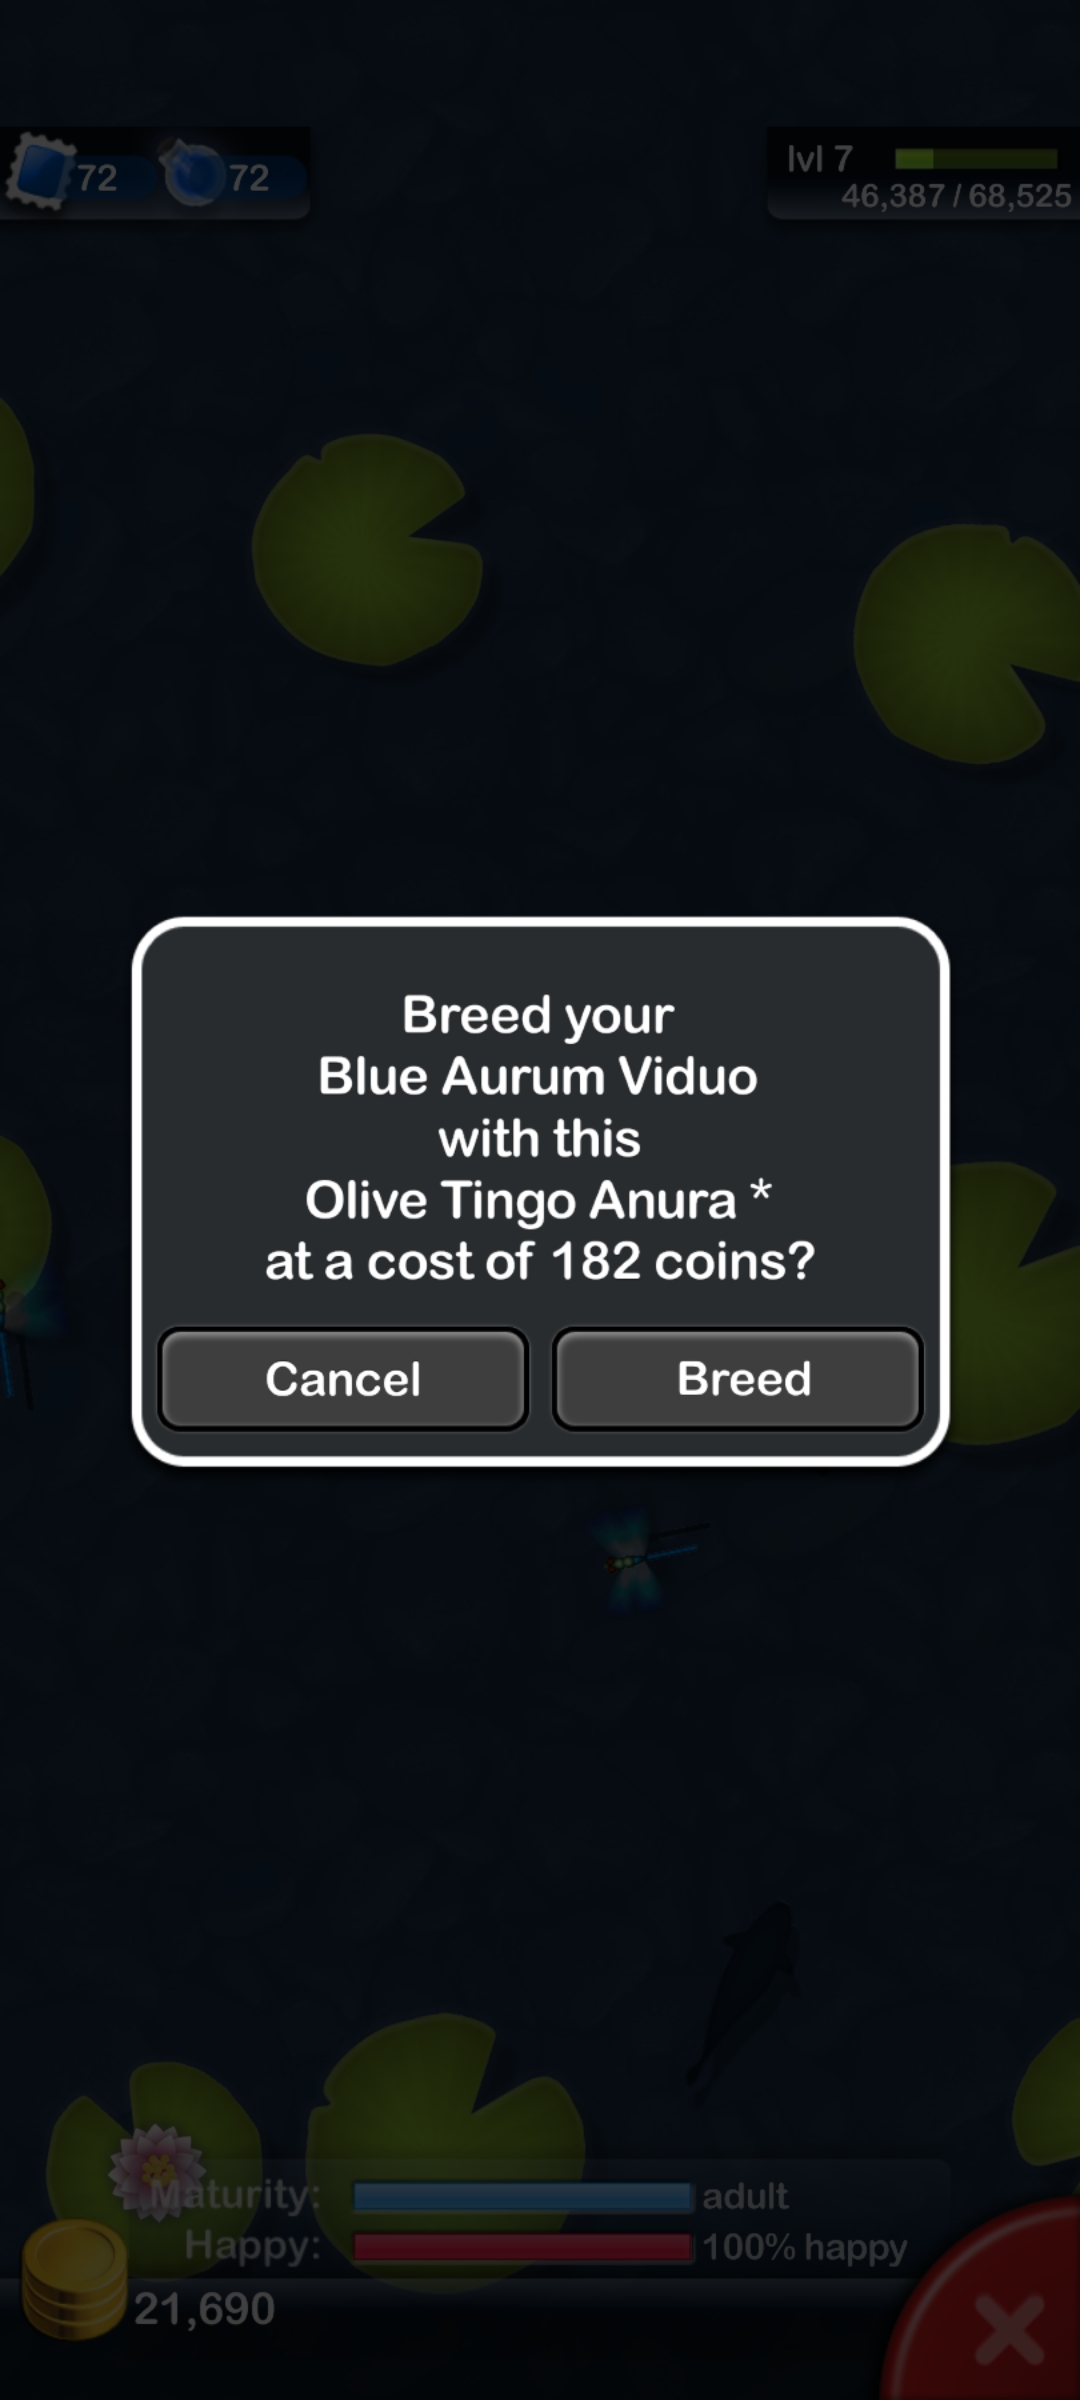 72 72
lvl 7
46,387 / 68,525
Breed your
Blue Aurum Viduo
with this
Olive Tingo Anura *
at a cost of 182 coins?
Cancel Breed
Maturity: adult
Happy: 100% happy
21,690